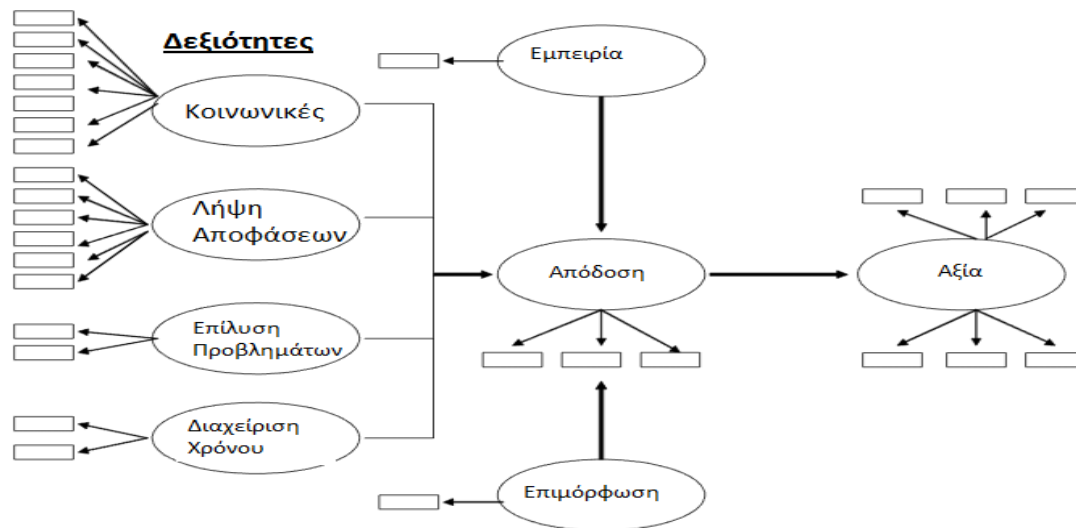 Δεξιότητες
Κοινωνικές
Λήψη
Αποφάσεων
Επίλυση
Προβλημάτων
Διαχείριση
Χρόνου
Εμπειρία
Απόδοση
Επιμόρφωση
Αξία